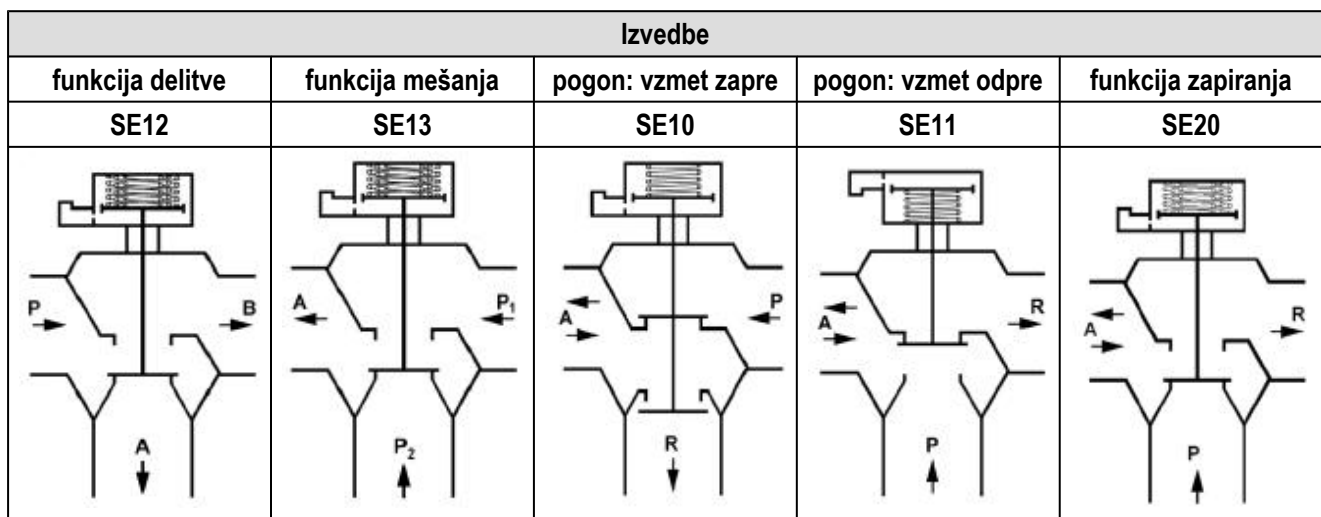 Izvedbe
funkcija delitve
funkcija mešanja
pogon: vzmet zapre
pogon: vzmet odpre
funkcija zapiranja
SE12
SE13
SE10
SE11
SE20
P
B
A
A
P₁
P₂
A
P
R
A
R
P
A
R
P